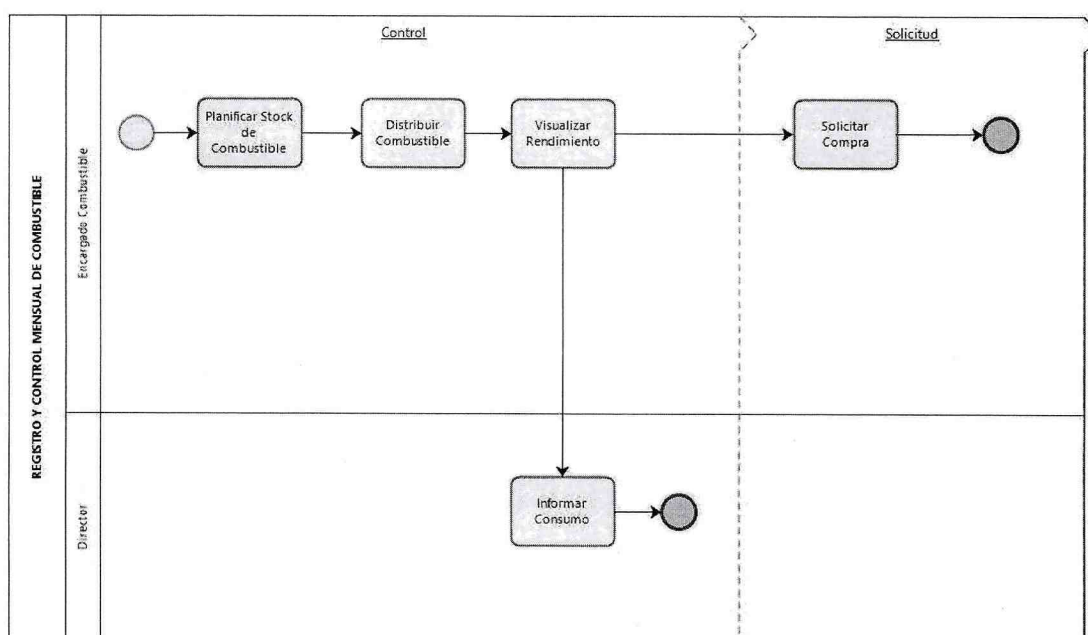 REGISTRO Y CONTROL MENSUAL DE COMBUSTIBLE
Control
Solicitud
Encargado Combustible
Planificar Stock
de
Combustible
Distribuir
Combustible
Visualizar
Rendimiento
Solicitar
Compra
Director
Informar
Consumo